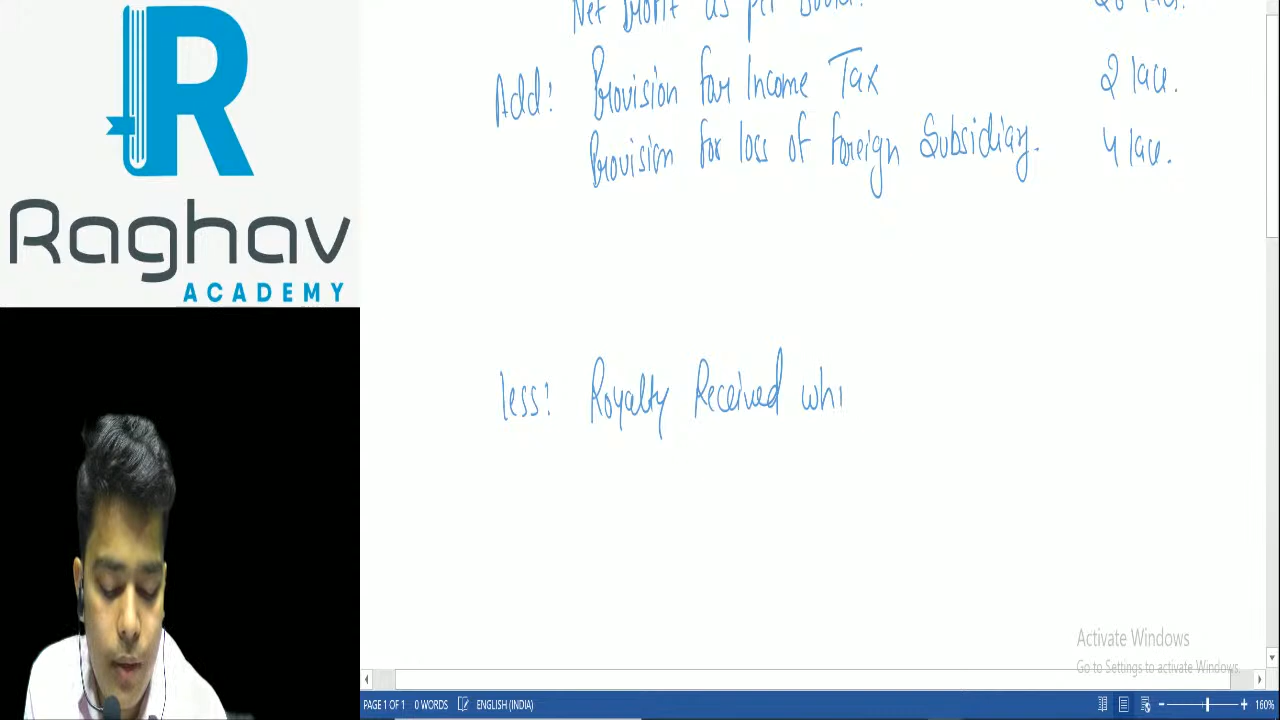 Raghav
ACADEMY
Net Profit as per
Add: Provision for Income Tax 2 lac.
Provision for loss of foreign Subsidiary. 4 lac.
less: Royalty Received whi
Activate Windows
Go to Settings to activate Windows.
PAGE 1 OF 1 0 WORDS ENGLISH (INDIA) 160%